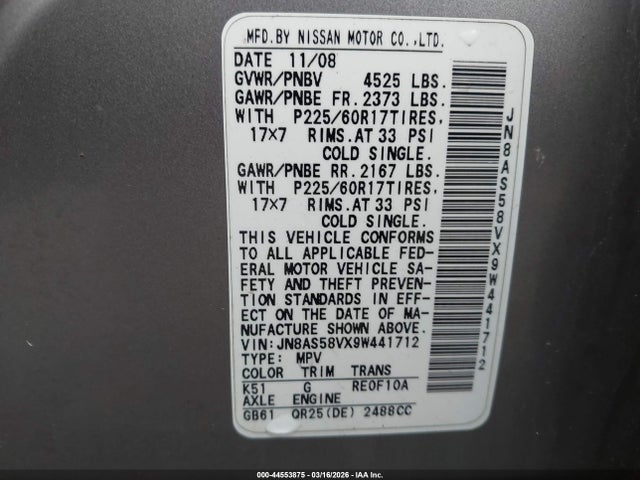 MFD.BY NISSAN MOTOR CO.,LTD.
DATE 11/08
GVWR/PNBV 4525 LBS.
GAWR/PNBE FR. 2373 LBS.
WITH P225/60R17TIRES,
17×7 RIMS.AT 33 PSI
COLD SINGLE.
GAWR/PNBE RR. 2167 LBS.
WITH P225/60R17TIRES,
17×7 RIMS.AT 33 PSI
COLD SINGLE.
THIS VEHICLE CONFORMS
TO ALL APPLICABLE FED-
ERAL MOTOR VEHICLE SA-
FETY AND THEFT PREVEN-
TION STANDARDS IN EFF-
ECT ON THE DATE OF MA-
NUFACTURE SHOWN ABOVE.
VIN: JN8AS58VX9W441712
TYPE: MPV
COLOR TRIM TRANS
K51 G RE0F10A
AXLE ENGINE
GB61 QR25(DE) 2488CC
JN8AS58VX9W441712
000-44553875 - 03/16/2026 - IAA Inc.